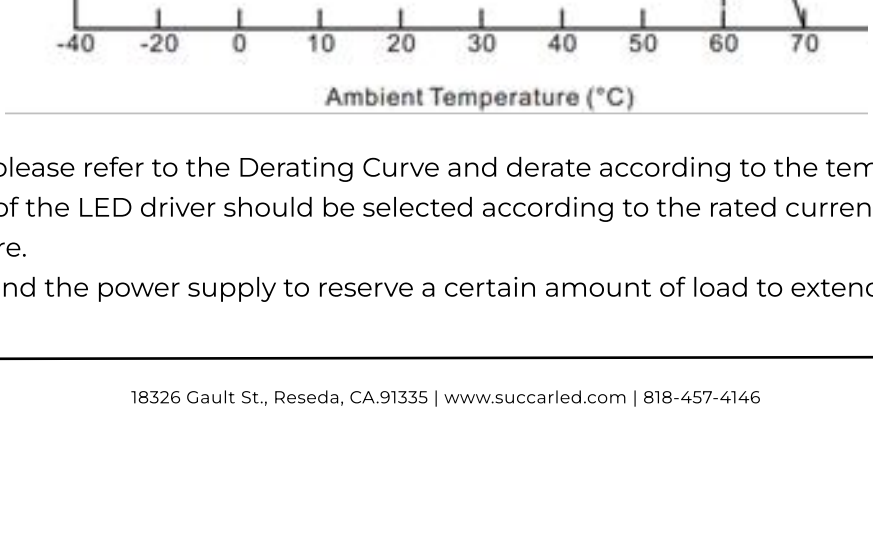 -40 -20 0 10 20 30 40 50 60 70
Ambient Temperature (°C)
please refer to the Derating Curve and derate according to the tem
of the LED driver should be selected according to the rated curren
re.
nd the power supply to reserve a certain amount of load to extend
18326 Gault St., Reseda, CA.91335 | www.succarled.com | 818-457-4146